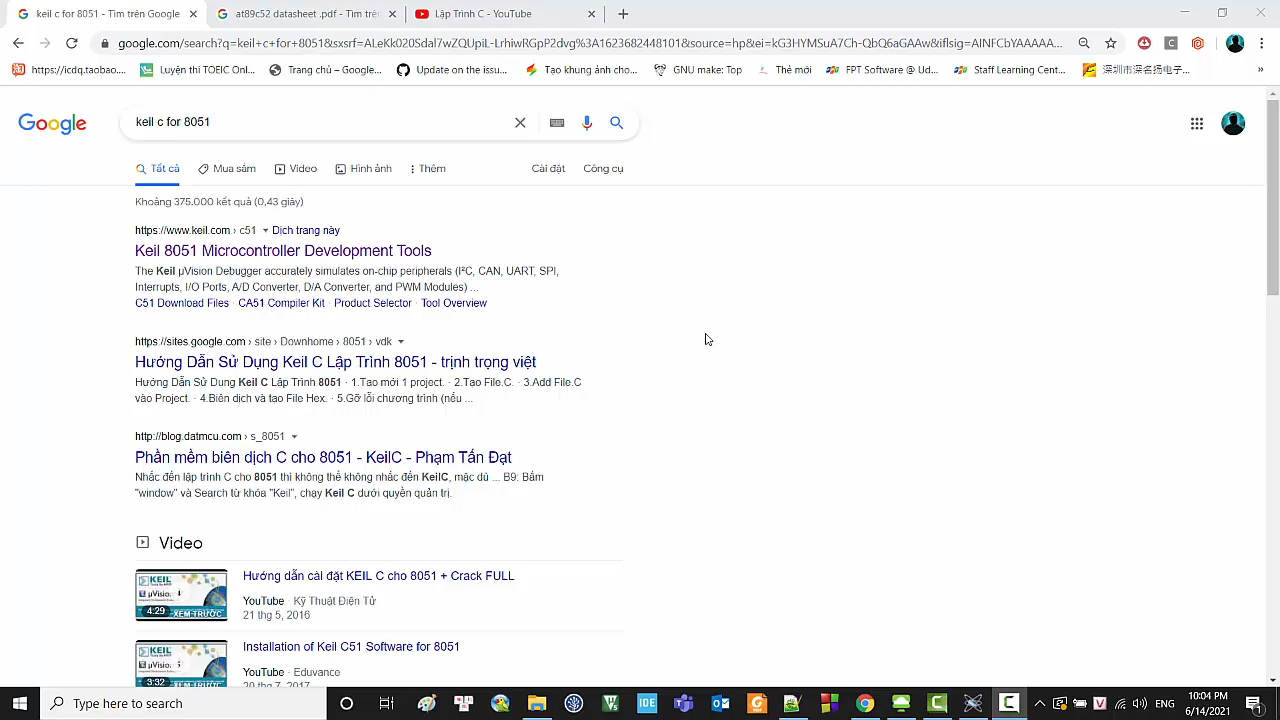 keil c for 8051 - Tìm trên Google
at89c52 datasheet .pdf - Tìm trê
Lập Trình C - YouTube
google.com/search?q=keil+c+for+8051&sxsrf=
https://icdq.taobao....
Luyện thi TOEIC Onl...
Trang chủ – Google...
Update on the issu...
Tạo khung ảnh cho...
GNU make Top
Thẻ mới
FPT Software @ Ud...
Staff Learning Cent...
深圳市深名扬电子...
»
Google
keil c for 8051
Tất cả
Mua sắm
Video
Hình ảnh
Thêm
Cài đặt
Công cụ
Khoảng 375.000 kết quả (0,43 giây)
https://www.keil.com › c51 Dịch trang này
Keil 8051 Microcontroller Development Tools
The Keil µVision Debugger accurately simulates on-chip peripherals (I²C, CAN, UART, SPI,
Interrupts, I/O Ports, A/D Converter, D/A Converter, and PWM Modules) ...
C51 Download Files · CA51 Compiler Kit · Product Selector · Tool Overview
https://sites.google.com › site › Downhome › 8051 › vdk
Hướng Dẫn Sử Dụng Keil C Lập Trình 8051 - trịnh trọng việt
Hướng Dẫn Sử Dụng Keil C Lập Trình 8051 · 1.Tạo mới 1 project. · 2.Tạo File.C. · 3.Add File.C
vào Project. · 4.Biên dịch và tạo File Hex. · 5.Gỡ lỗi chương trình (nếu ...
http://blog.datmcu.com › s_8051
Phần mềm biên dịch C cho 8051 - KeilC - Phạm Tấn Đạt
Nhắc đến lập trình C cho 8051 thì không thể không nhắc đến KeilC, mặc dù ... B9: Bấm
"window" và Search từ khóa "Keil", chạy Keil C dưới quyền quản trị.
Video
KEIL
µVision
4:29
XEM TRƯỚC
Hướng dẫn cài đặt KEIL C cho 8051 + Crack FULL
YouTube · Kỹ Thuật Điện Tử
21 thg 5, 2016
KEIL
µVision
3:32
Installation of Keil C51 Software for 8051
YouTube · Eduvance
20 thg 7, 2017
Type here to search
IDE
V
ENG
10:04 PM
6/14/2021